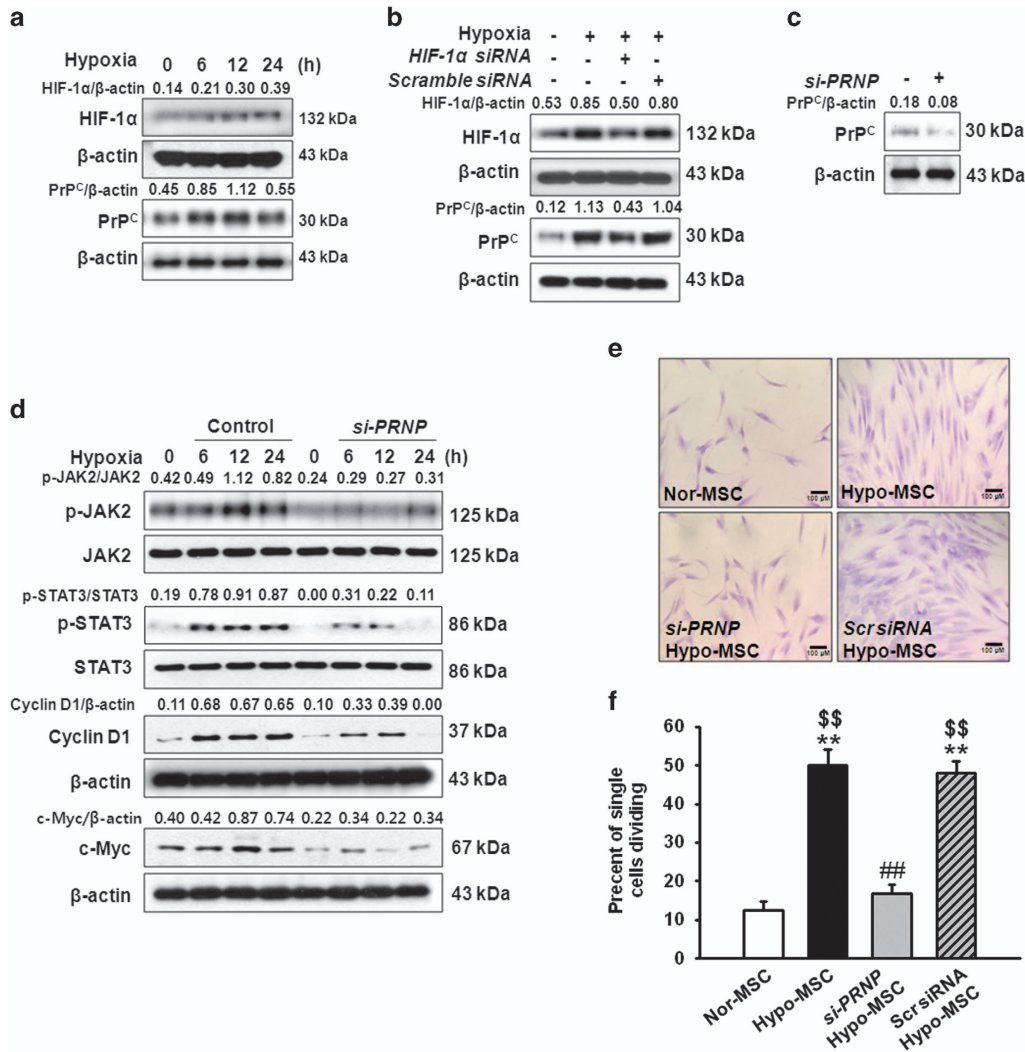 a
Hypoxia 0 6 12 24 (h)
HIF-1α/β-actin 0.14 0.21 0.30 0.39
HIF-1α 132 kDa
β-actin 43 kDa
PrPC/β-actin 0.45 0.85 1.12 0.55
PrPC 30 kDa
β-actin 43 kDa
b
Hypoxia - + + +
HIF-1α siRNA - - + -
Scramble siRNA - - - +
HIF-1α/β-actin 0.53 0.85 0.50 0.80
HIF-1α 132 kDa
β-actin 43 kDa
PrPC/β-actin 0.12 1.13 0.43 1.04
PrPC 30 kDa
β-actin 43 kDa
c
si-PRNP - +
PrPC/β-actin 0.18 0.08
PrPC 30 kDa
β-actin 43 kDa
d
Control si-PRNP
Hypoxia 0 6 12 24 0 6 12 24 (h)
p-JAK2/JAK2 0.42 0.49 1.12 0.82 0.24 0.29 0.27 0.31
p-JAK2 125 kDa
JAK2 125 kDa
p-STAT3/STAT3 0.19 0.78 0.91 0.87 0.00 0.31 0.22 0.11
p-STAT3 86 kDa
STAT3 86 kDa
Cyclin D1/β-actin 0.11 0.68 0.67 0.65 0.10 0.33 0.39 0.00
Cyclin D1 37 kDa
β-actin 43 kDa
c-Myc/β-actin 0.40 0.42 0.87 0.74 0.22 0.34 0.22 0.34
c-Myc 67 kDa
β-actin 43 kDa
e
Nor-MSC 100 μM
Hypo-MSC 100 μM
si-PRNP
Hypo-MSC 100 μM
Scr siRNA
Hypo-MSC 100 μM
f
Precent of single
cells dividing
60
50
40
30
20
10
0
$$
**
##
$$
**
Nor-MSC
Hypo-MSC
si-PRNP
Hypo-MSC
Scr siRNA
Hypo-MSC